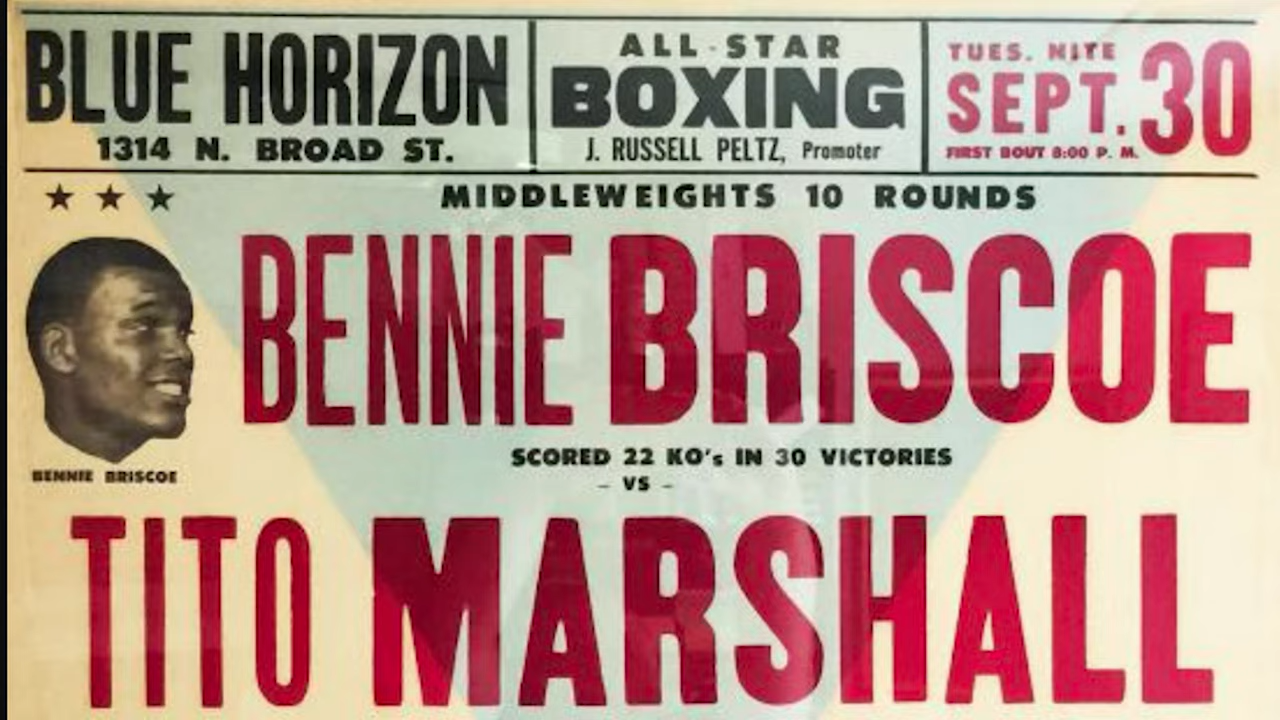 BLUE HORIZON
1314 N. BROAD ST.
ALL-STAR
BOXING
J. RUSSELL PELTZ, Promoter
TUES. NITE
SEPT. 30
FIRST BOUT 8:00 P. M.
MIDDLEWEIGHTS 10 ROUNDS
BENNIE BRISCOE
BENNIE BRISCOE
SCORED 22 KO's IN 30 VICTORIES
- VS -
TITO MARSHALL